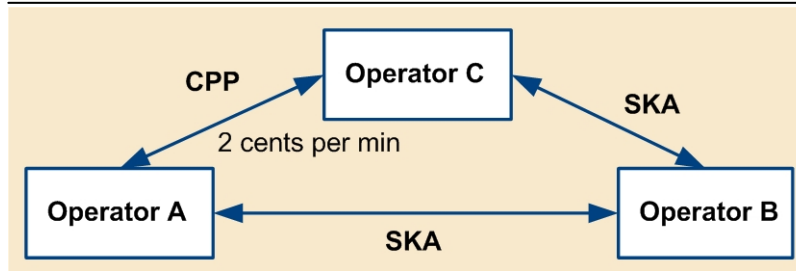 Operator C
CPP
SKA
2 cents per min
Operator A
Operator B
SKA